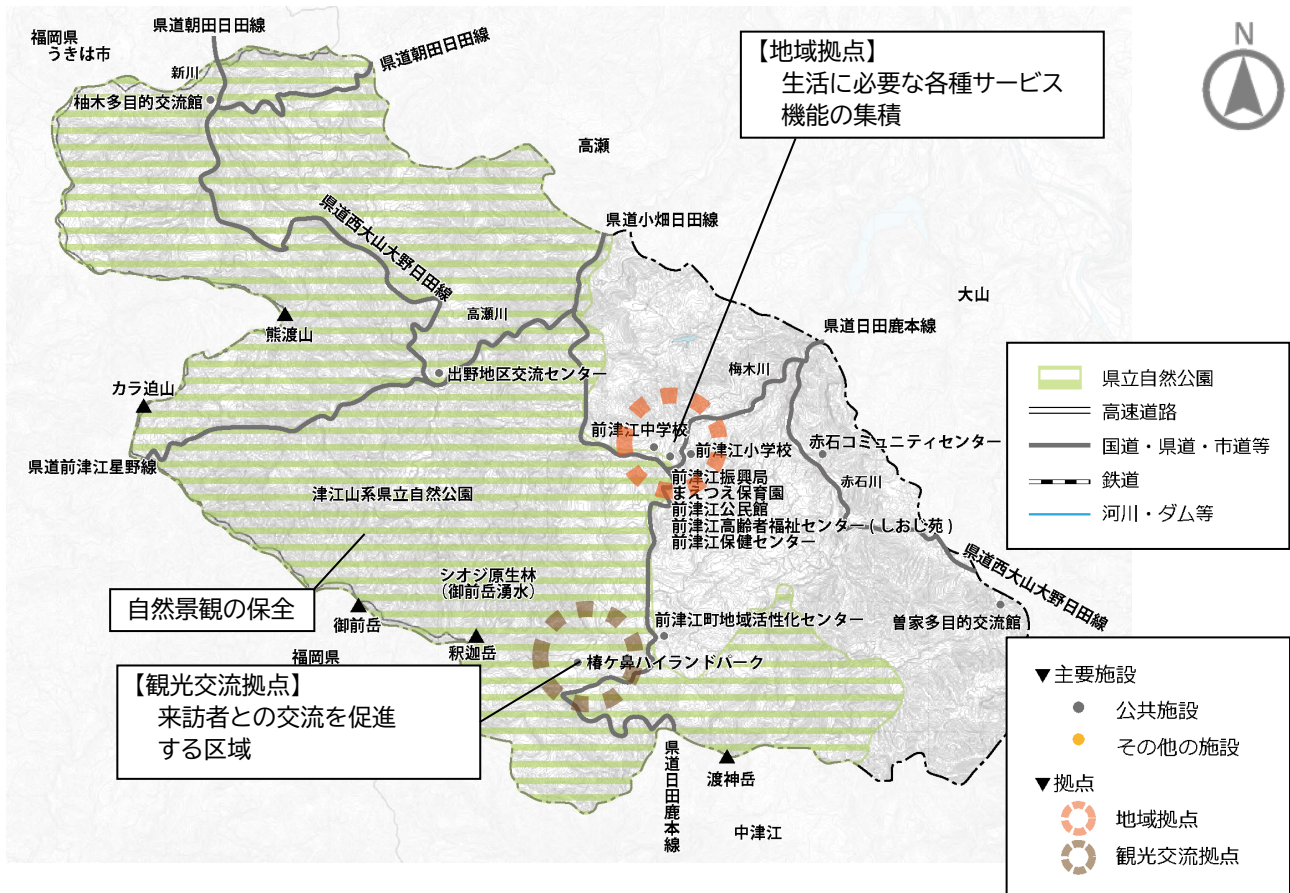 県道朝田日田線
福岡県
うきは市
新川
県道朝田日田線
柚木多目的交流館
【地域拠点】
生活に必要な各種サービス
機能の集積
N
高瀬
県道小畑日田線
県道西大山大野日田線
大山
高瀬川
熊渡山
県道日田鹿本線
梅木川
出野地区交流センター
カラ迫山
県立自然公園
高速道路
国道・県道・市道等
鉄道
河川・ダム等
前津江中学校
前津江小学校
赤石コミュニティセンター
県道前津江星野線
津江山系県立自然公園
前津江振興局
まえつえ保育園
前津江公民館
前津江高齢者福祉センター(しおじ苑)
前津江保健センター
赤石川
県道西大山大野日田線
シオジ原生林
(御前岳湧水)
自然景観の保全
御前岳
釈迦岳
福岡県
前津江町地域活性化センター
曽家多目的交流館
椿ケ鼻ハイランドパーク
【観光交流拠点】
来訪者との交流を促進
する区域
県道日田鹿本線
渡神岳
中津江
▼主要施設
公共施設
その他の施設
▼拠点
地域拠点
観光交流拠点